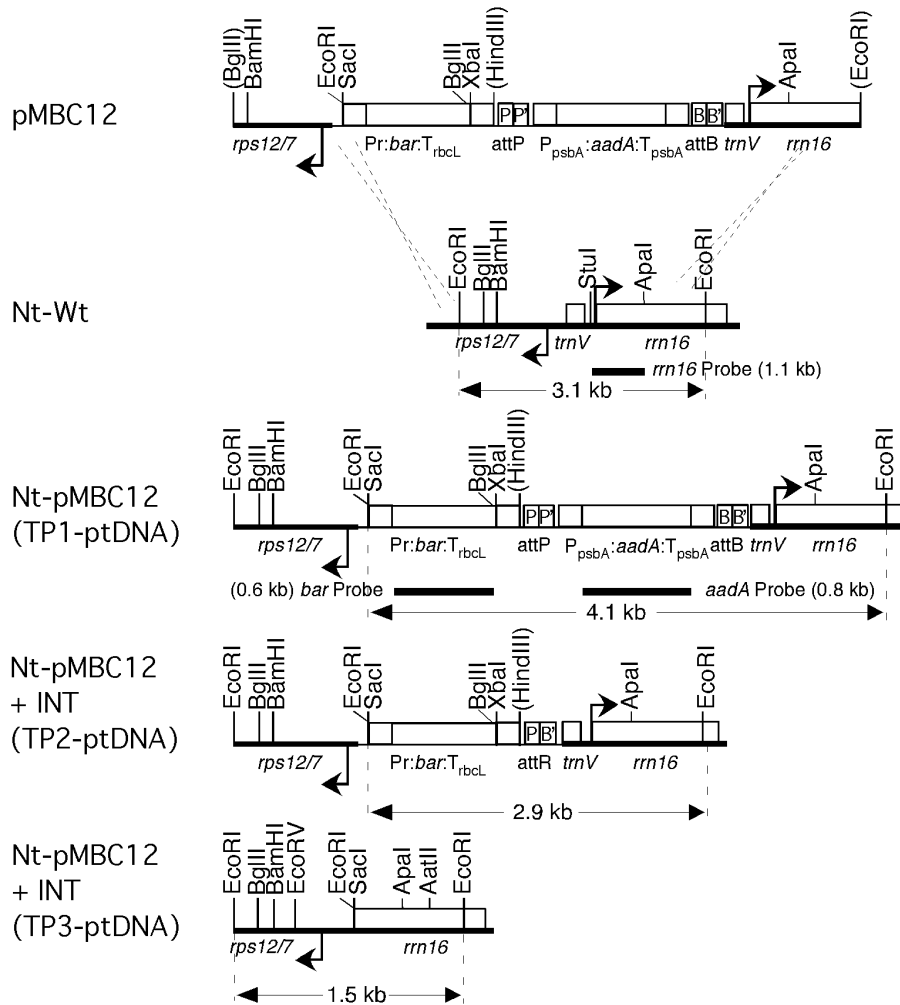 (BglII) BamHI EcoRI SacI BglII XbaI (HindIII) ApaI (EcoRI)
pMBC12
P P' B B'
rps12/7 Pr:bar:TrbcL attP PpsbA:aadA:TpsbA attB trnV rrn16
EcoRI BglII BamHI StuI ApaI EcoRI
Nt-Wt
rps12/7 trnV rrn16
rrn16 Probe (1.1 kb)
3.1 kb
EcoRI BglII BamHI EcoRI SacI BglII XbaI (HindIII) ApaI EcoRI
Nt-pMBC12
(TP1-ptDNA)
P P' B B'
rps12/7 Pr:bar:TrbcL attP PpsbA:aadA:TpsbA attB trnV rrn16
(0.6 kb) bar Probe aadA Probe (0.8 kb)
4.1 kb
EcoRI BglII BamHI EcoRI SacI BglII XbaI (HindIII) ApaI EcoRI
Nt-pMBC12
+ INT
(TP2-ptDNA)
P B'
rps12/7 Pr:bar:TrbcL attR trnV rrn16
2.9 kb
EcoRI BglII BamHI EcoRV EcoRI SacI ApaI AatII EcoRI
Nt-pMBC12
+ INT
(TP3-ptDNA)
rps12/7 rrn16
1.5 kb